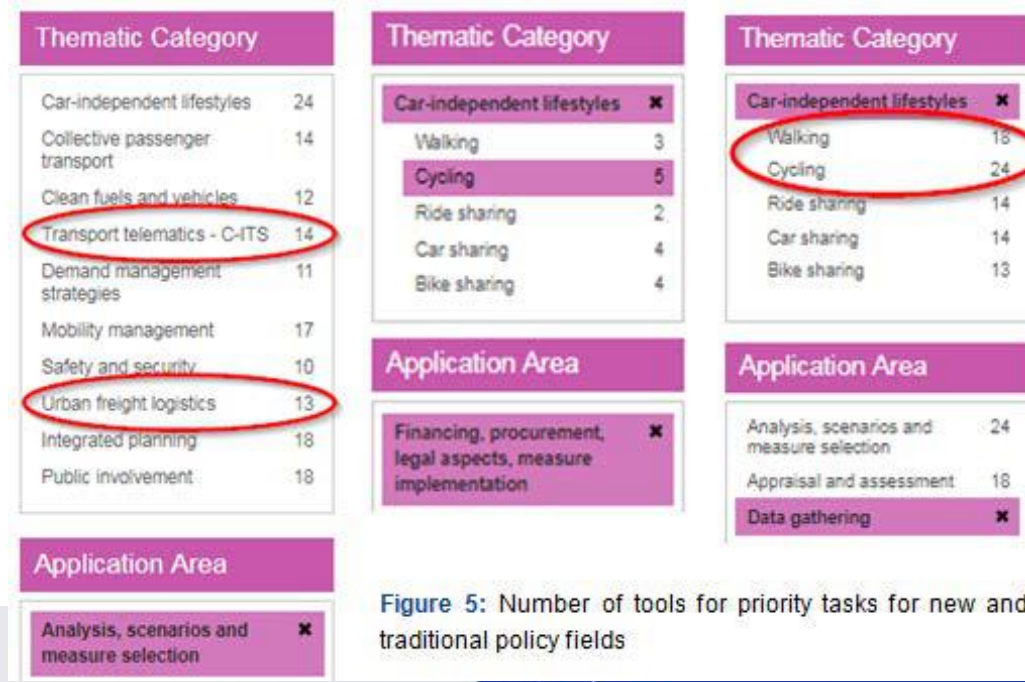 Thematic Category
Car-independent lifestyles 24
Collective passenger 14
transport
Clean fuels and vehicles 12
Transport telematics - C-ITS 14
Demand management 11
strategies
Mobility management 17
Safety and security 10
Urban freight logistics 13
Integrated planning 18
Public involvement 18
Application Area
Analysis, scenarios and ✖
measure selection
Thematic Category
Car-independent lifestyles ✖
Walking 3
Cycling 5
Ride sharing 2
Car sharing 4
Bike sharing 4
Application Area
Financing, procurement, ✖
legal aspects, measure
implementation
Thematic Category
Car-independent lifestyles ✖
Walking 18
Cycling 24
Ride sharing 14
Car sharing 14
Bike sharing 13
Application Area
Analysis, scenarios and 24
measure selection
Appraisal and assessment 18
Data gathering ✖
Figure 5: Number of tools for priority tasks for new and
traditional policy fields